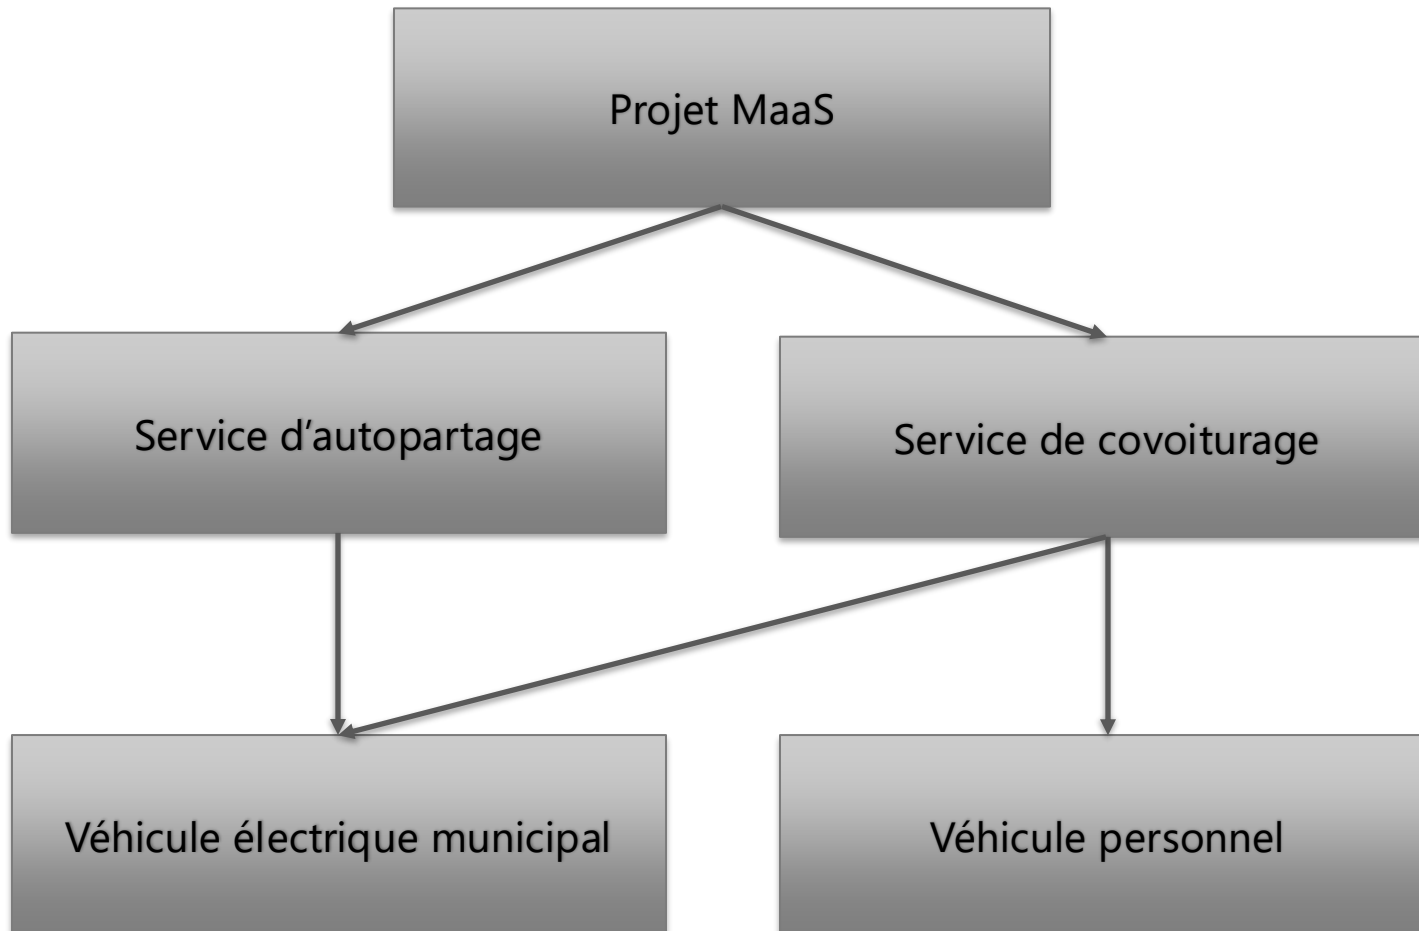 Projet MaaS
Service d’autopartage
Service de covoiturage
Véhicule électrique municipal
Véhicule personnel